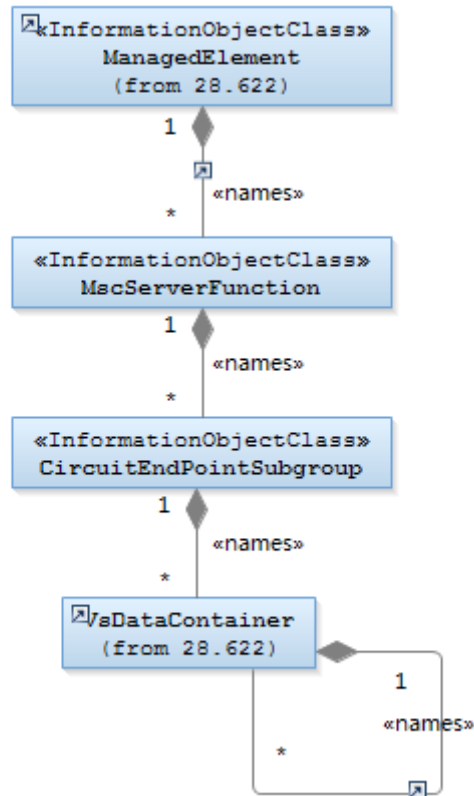 «InformationObjectClass»
ManagedElement
(from 28.622)
1
«names»
*
«InformationObjectClass»
MscServerFunction
1
«names»
*
«InformationObjectClass»
CircuitEndPointSubgroup
1
«names»
*
VsDataContainer
(from 28.622)
1
«names»
*